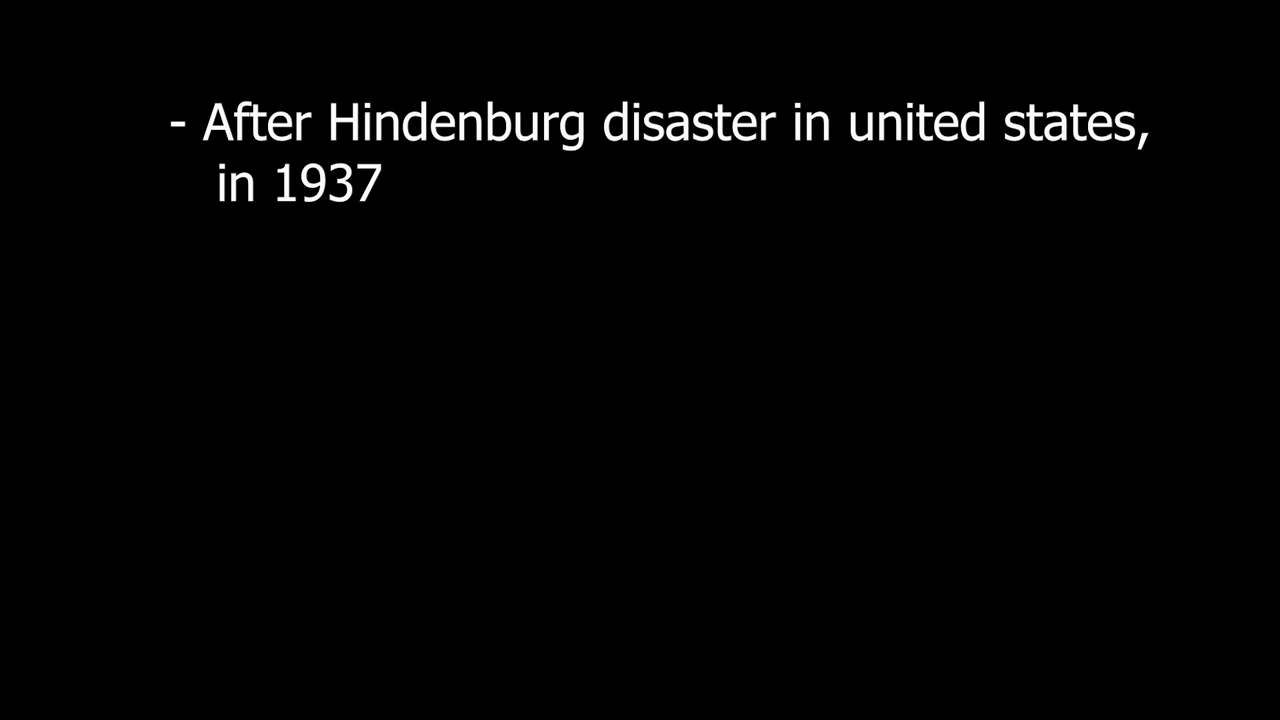 - After Hindenburg disaster in united states,
in 1937